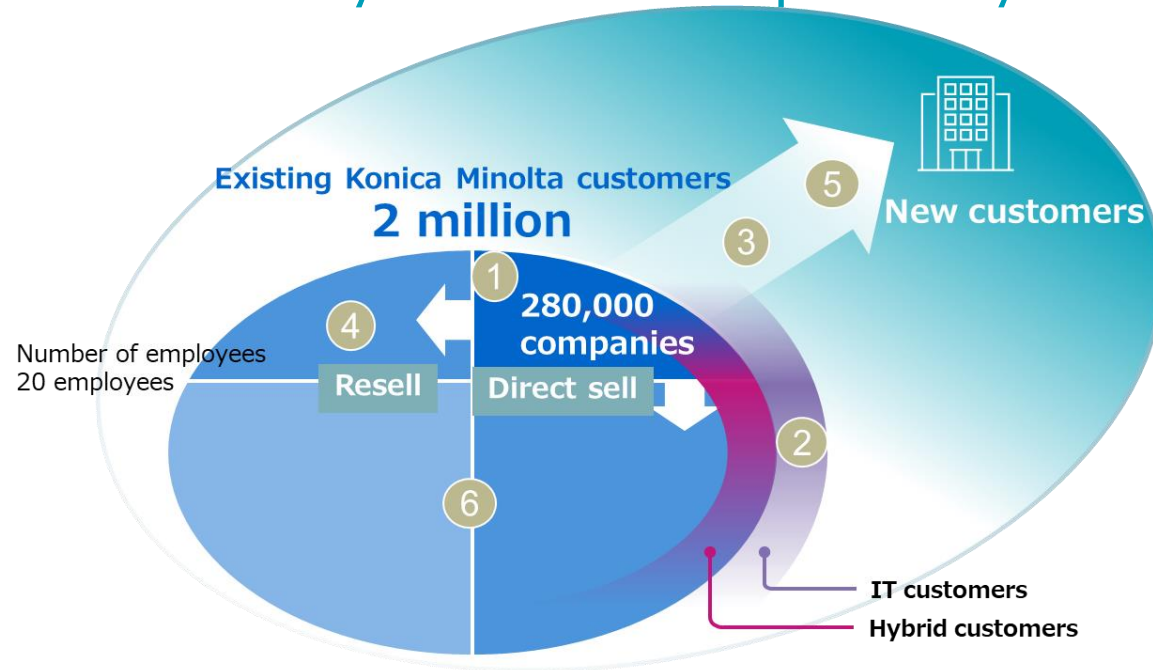 Existing Konica Minolta customers
2 million
New customers
5
3
1
280,000
companies
4
Number of employees
20 employees
Resell
Direct sell
2
6
IT customers
Hybrid customers